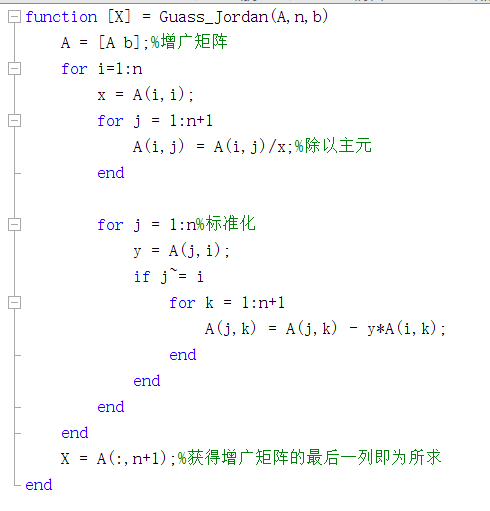 function [X] = Guass_Jordan(A,n,b)
A = [A b];%增广矩阵
for i=1:n
x = A(i,i);
for j = 1:n+1
A(i,j) = A(i,j)/x;%除以主元
end
for j = 1:n%标准化
y = A(j,i);
if j~= i
for k = 1:n+1
A(j,k) = A(j,k) - y*A(i,k);
end
end
end
end
X = A(:,n+1);%获得增广矩阵的最后一列即为所求
end